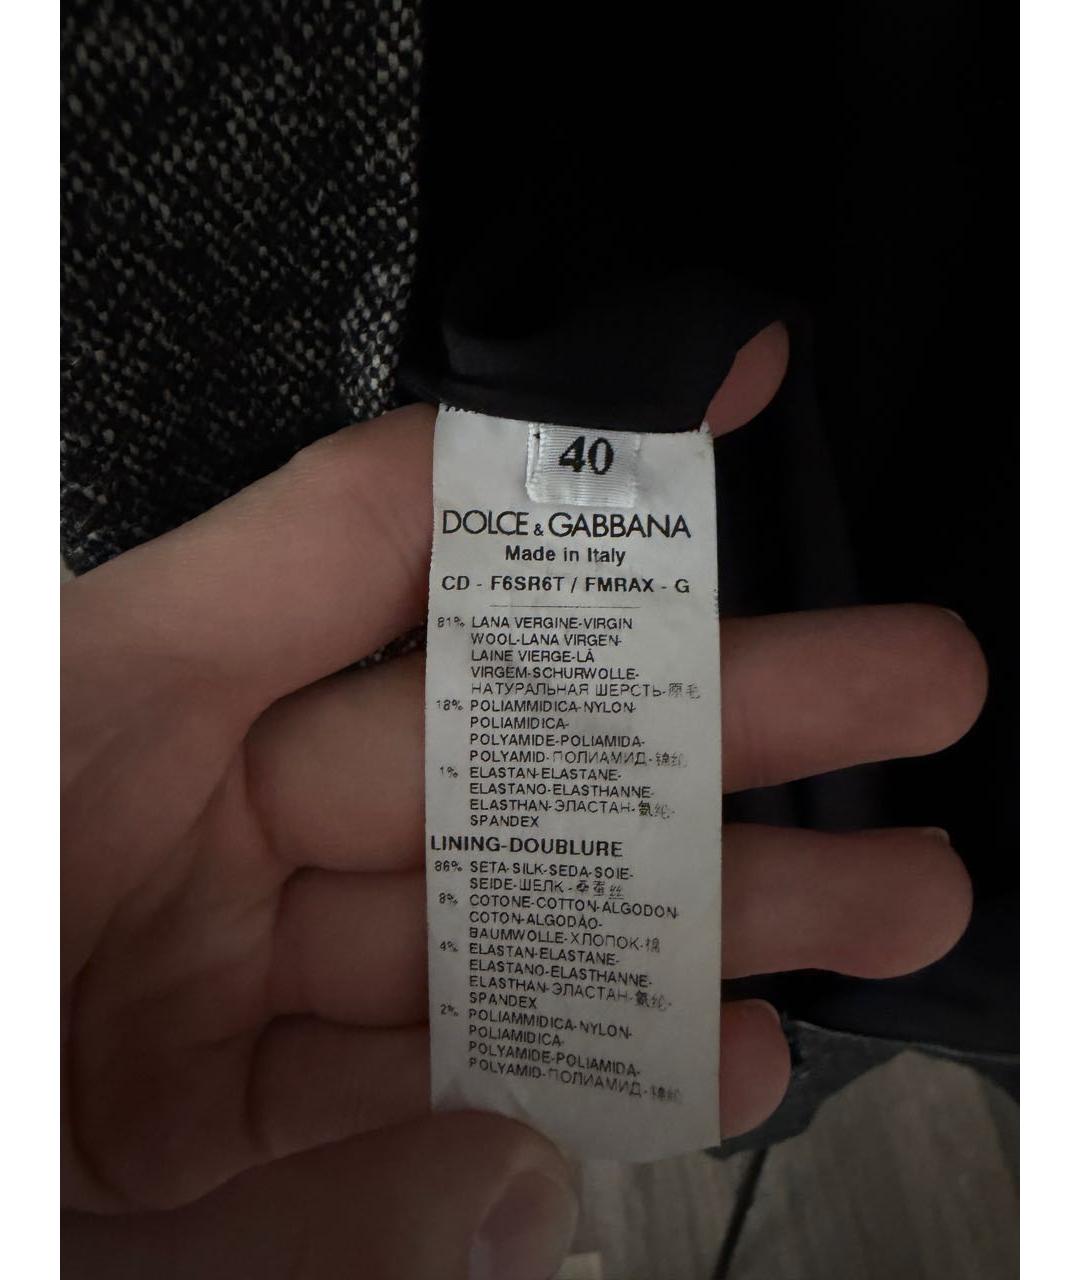 40
DOLCE & GABBANA
Made in Italy
CD - F6SR6T / FMRAX - G
81% LANA VERGINE-VIRGIN
WOOL-LANA VIRGEN-
LAINE VIERGE-LÃ
VIRGEM-SCHURWOLLE-
НАТУРАЛЬНАЯ ШЕРСТЬ-原毛
18% POLIAMMIDICA-NYLON-
POLIAMIDICA-
POLYAMIDE-POLIAMIDA-
POLYAMID-ПОЛИАМИД-锦纶
1% ELASTAN-ELASTANE-
ELASTANO-ELASTHANNE-
ELASTHAN-ЭЛАСТАН-氨纶-
SPANDEX
LINING-DOUBLURE
86% SETA-SILK-SEDA-SOIE-
SEIDE-ШЕЛК-桑蚕丝
8% COTONE-COTTON-ALGODON-
COTON-ALGODÃO-
BAUMWOLLE-ХЛОПОК-棉
4% ELASTAN-ELASTANE-
ELASTANO-ELASTHANNE-
ELASTHAN-ЭЛАСТАН-氨纶-
SPANDEX
2% POLIAMMIDICA-NYLON-
POLIAMIDICA-
POLYAMIDE-POLIAMIDA-
POLYAMID-ПОЛИАМИД-锦纶